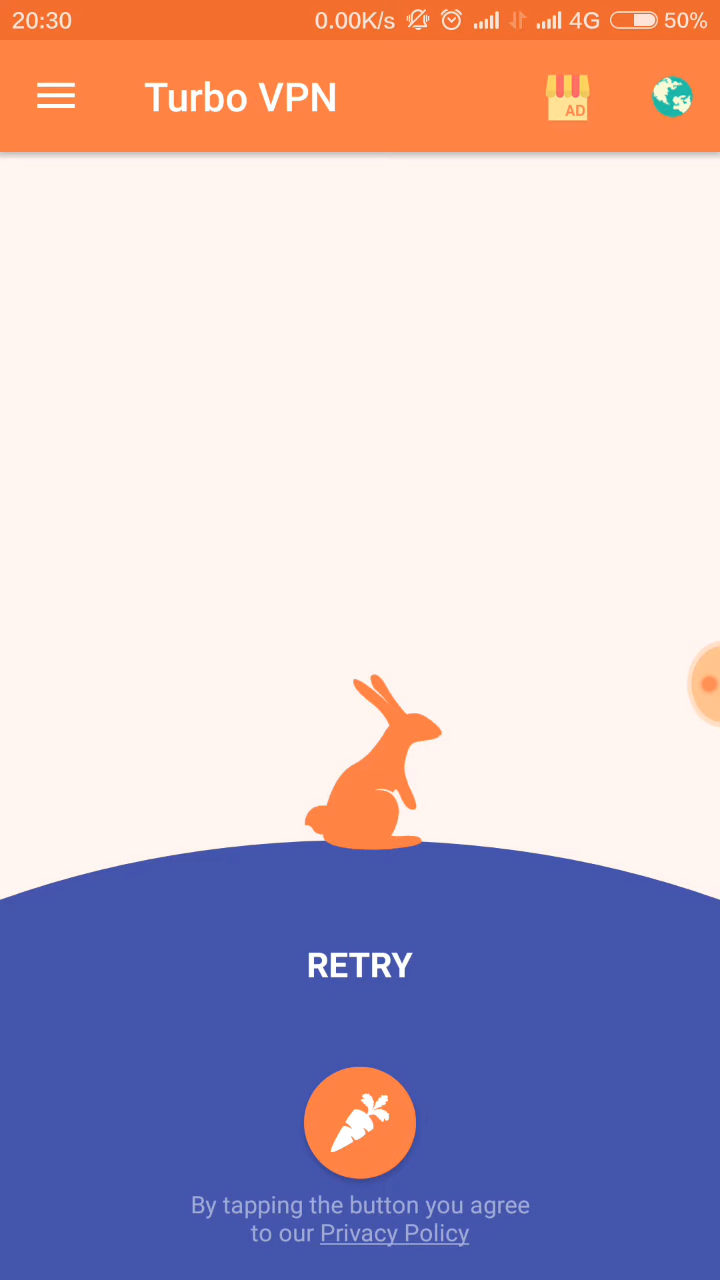 20:30 0.00K/s 4G 50%
Turbo VPN AD
RETRY
By tapping the button you agree
to our Privacy Policy